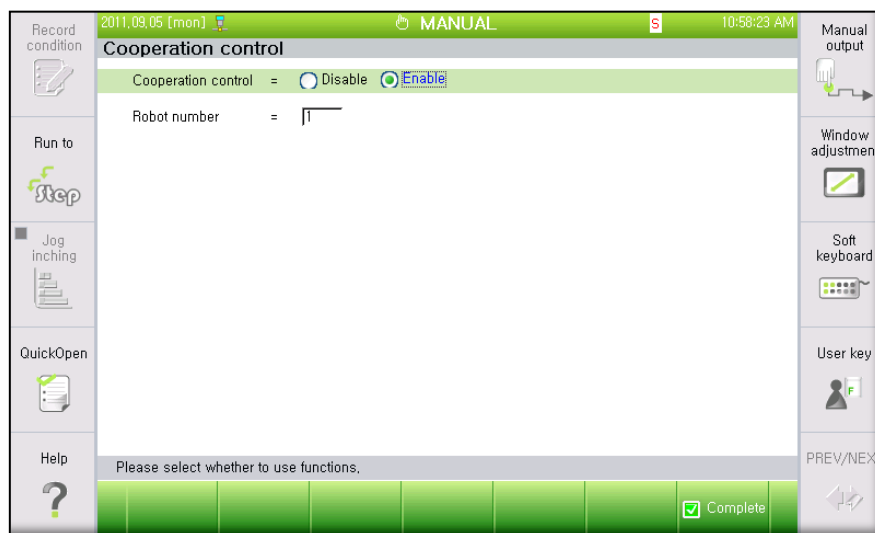 Record
condition
Run to
Step
Jog
inching
QuickOpen
Help
?
2011,09,05 [mon] MANUAL S 10:58:23 AM
Cooperation control
Cooperation control = Disable Enable
Robot number = 1
Please select whether to use functions,
Complete
Manual
output
Window
adjustmen
Soft
keyboard
User key
F
PREV/NEX